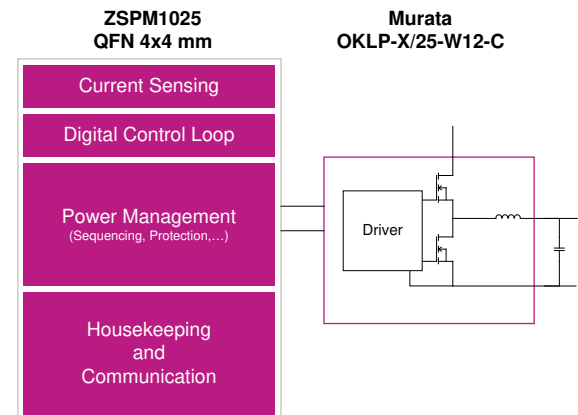 ZSPM1025
QFN 4x4 mm
Murata
OKLP-X/25-W12-C
Current Sensing
Digital Control Loop
Power Management
(Sequencing, Protection,...)
Housekeeping
and
Communication
Driver